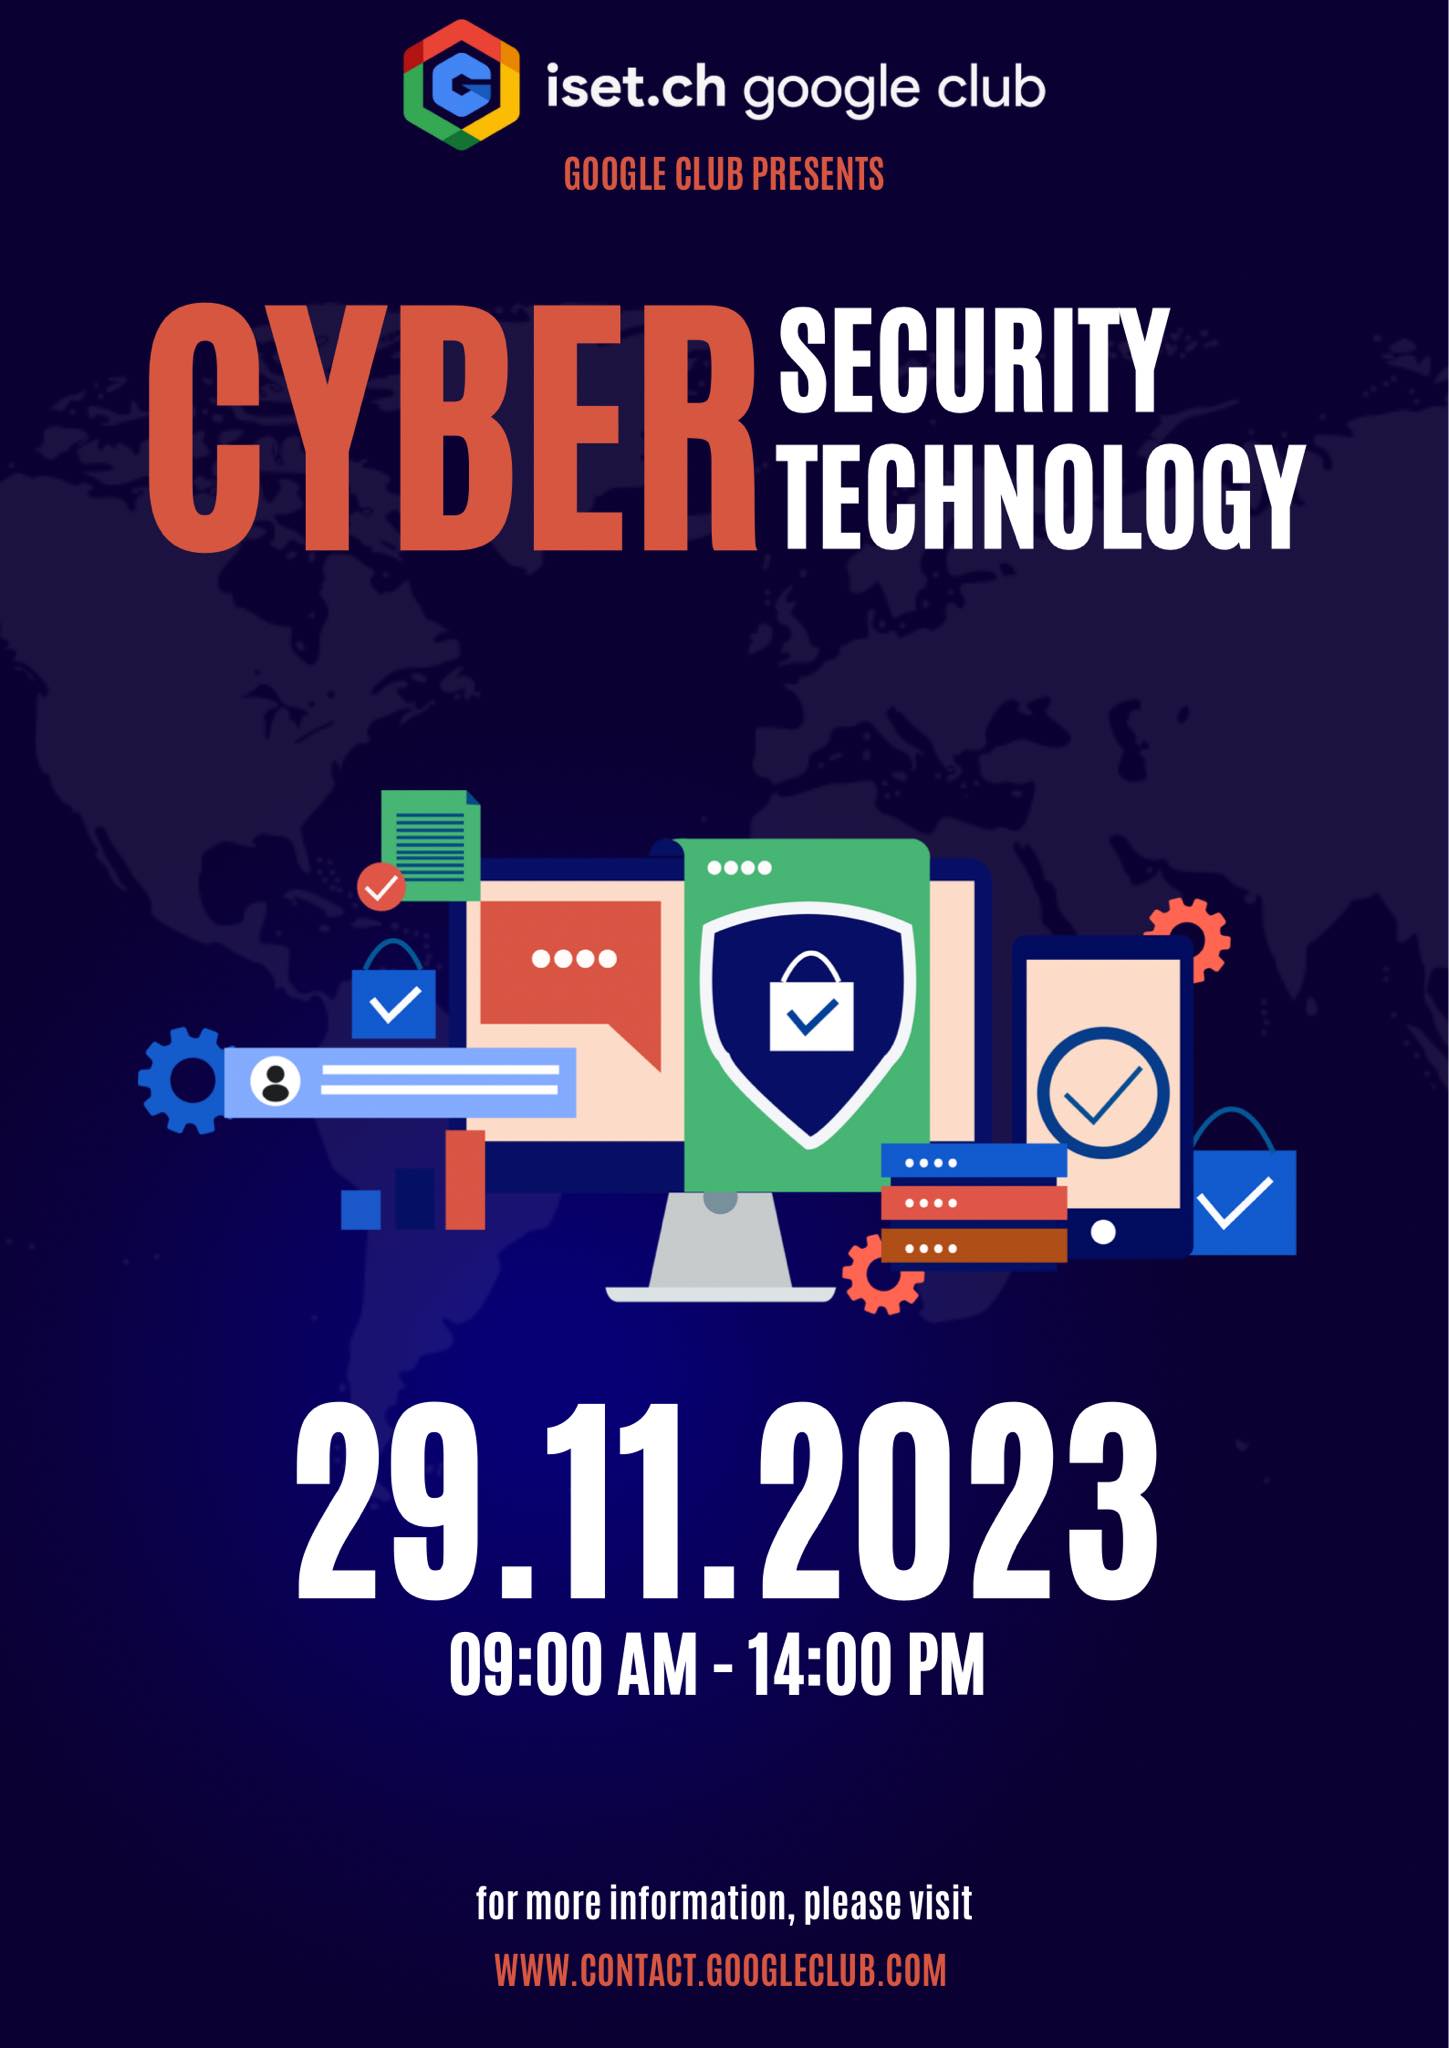 iset.ch google club
GOOGLE CLUB PRESENTS
CYBER SECURITY
TECHNOLOGY
29.11.2023
09:00 AM - 14:00 PM
for more information, please visit
WWW.CONTACT.GOOGLECLUB.COM